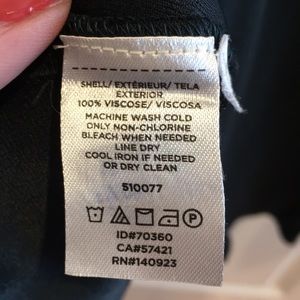 SHELL/ EXTÉRIEUR/ TELA
EXTERIOR
100% VISCOSE/ VISCOSA
MACHINE WASH COLD
ONLY NON-CHLORINE
BLEACH WHEN NEEDED
LINE DRY
COOL IRON IF NEEDED
OR DRY CLEAN
510077
P
ID#70360
CA#57421
RN#140923